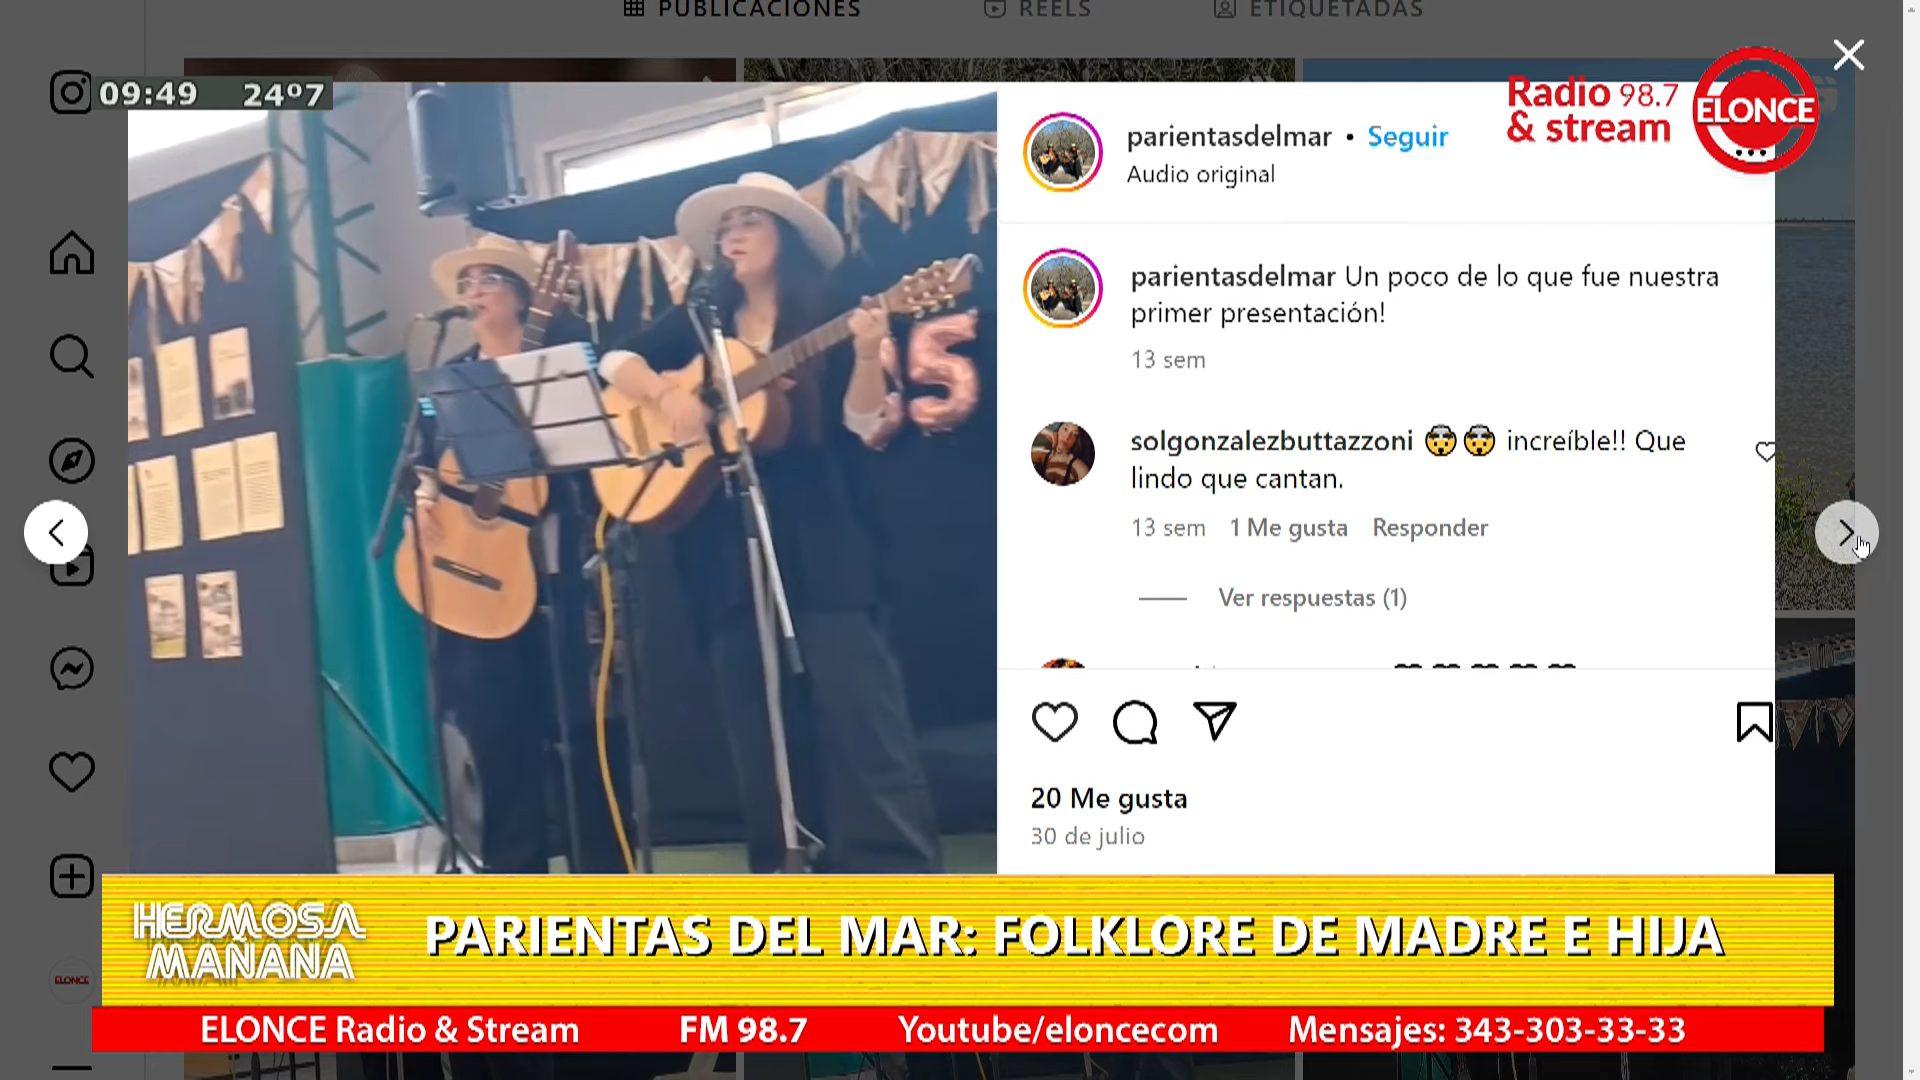 PUBLICACIONES
REELS
ETIQUETADAS
09:49 24º7
Radio 98.7
& stream
ELONCE
parientasdelmar • Seguir
Audio original
parientasdelmar Un poco de lo que fue nuestra
primer presentación!
13 sem
solgonzalezbuttazzoni 🤯🤯 increíble!! Que
lindo que cantan.
13 sem 1 Me gusta Responder
Ver respuestas (1)
15
20 Me gusta
30 de julio
HERMOSA
MAÑANA
PARIENTAS DEL MAR: FOLKLORE DE MADRE E HIJA
ELONCE
ELONCE Radio & Stream FM 98.7 Youtube/eloncecom Mensajes: 343-303-33-33